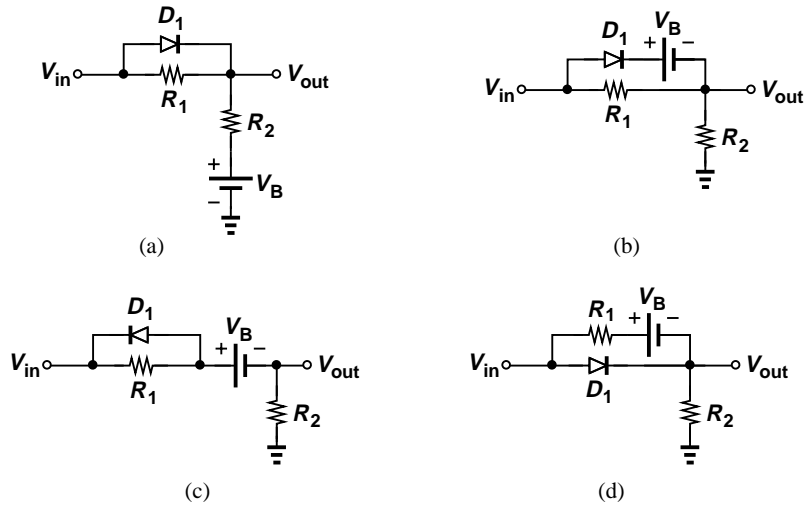 D1
Vin
R1
Vout
R2
+
VB
−
(a)
D1
+
VB
−
Vin
R1
Vout
R2
(b)
D1
VB
+
−
Vin
R1
Vout
R2
(c)
R1
+
VB
−
Vin
D1
Vout
R2
(d)